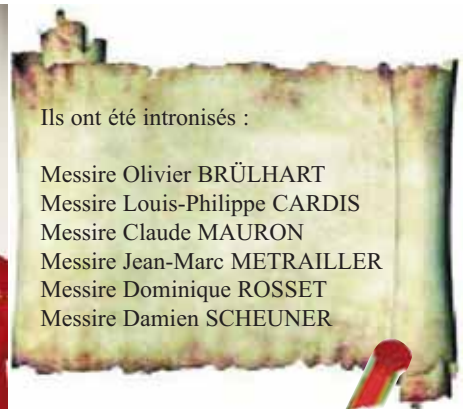 Ils ont été intronisés :
Messire Olivier BRÜLHART
Messire Louis-Philippe CARDIS
Messire Claude MAURON
Messire Jean-Marc METRAILLER
Messire Dominique ROSSET
Messire Damien SCHEUNER